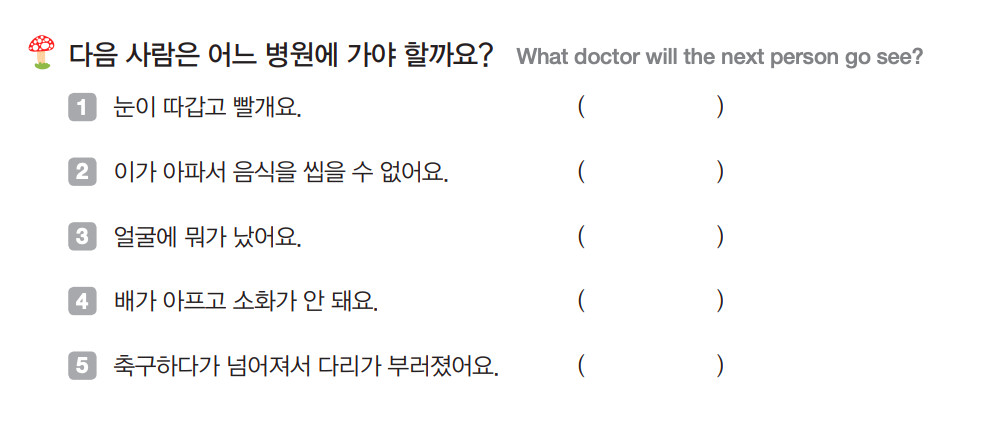 다음 사람은 어느 병원에 가야 할까요? What doctor will the next person go see?
1 눈이 따갑고 빨개요. ( )
2 이가 아파서 음식을 씹을 수 없어요. ( )
3 얼굴에 뭐가 났어요. ( )
4 배가 아프고 소화가 안 돼요. ( )
5 축구하다가 넘어져서 다리가 부러졌어요. ( )